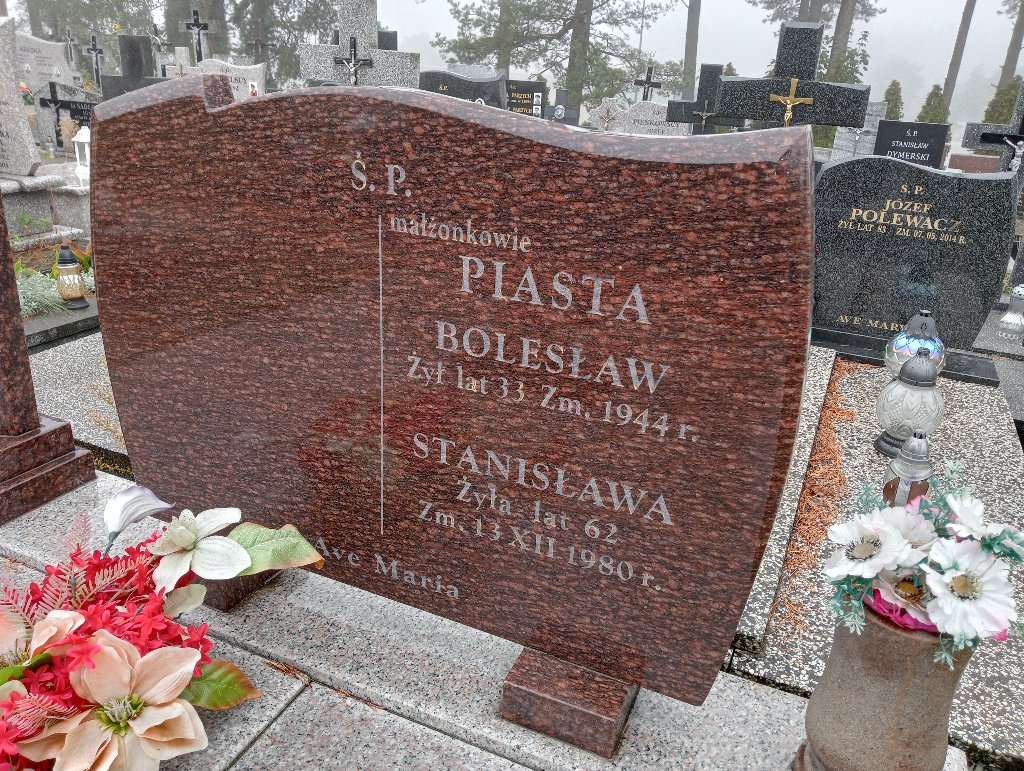 Ś. P.
małżonkowie
PIASTA
BOLESŁAW
Żył lat 33 Zm. 1944 r.
STANISŁAWA
Żyła lat 62
Zm. 13 XII 1980 r.
Ave Maria
Ś. P.
JÓZEF
POLEWACZ
ŻYŁ LAT 83 ZM. 07. 05. 2014 R.
AVE MARY
Ś. P.
STANISŁAW
DYMERSKI